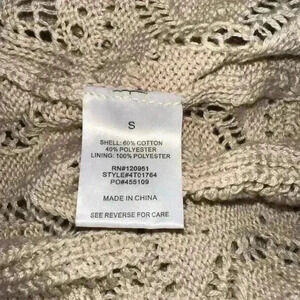 S
SHELL: 60% COTTON
40% POLYESTER
LINING: 100% POLYESTER
RN#120951
STYLE#4T01764
PO#455109
MADE IN CHINA
SEE REVERSE FOR CARE